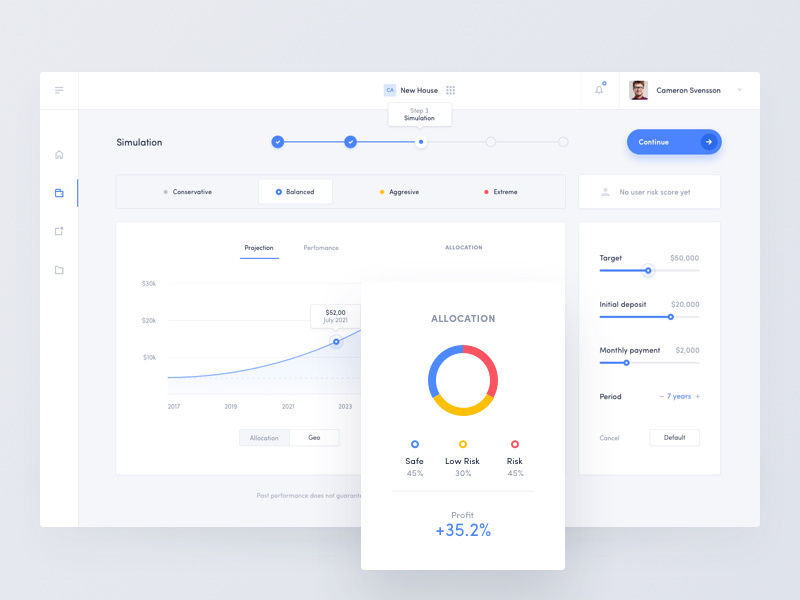 CA New House
Cameron Svensson
Step 3
Simulation
Simulation
Continue
Conservative
Balanced
Aggresive
Extreme
No user risk score yet
Projection
Perfomance
ALLOCATION
$30k
$20k
$10k
$52,00
July 2021
2017
2019
2021
2023
Allocation
Geo
Past performance does not guarante
ALLOCATION
Safe
45%
Low Risk
30%
Risk
45%
Profit
+35.2%
Target
$50,000
Initial deposit
$20,000
Monthly payment
$2,000
Period
− 7 years +
Cancel
Default